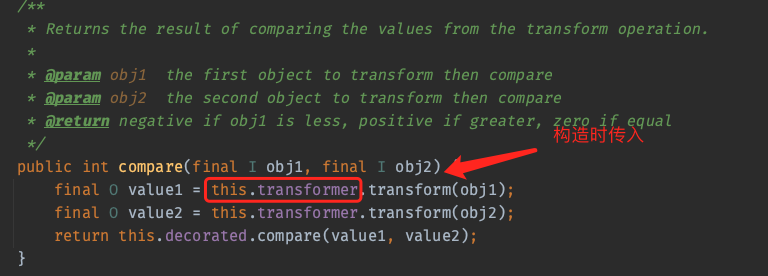 /**
 * Returns the result of comparing the values from the transform operation.
 *
 * @param obj1  the first object to transform then compare
 * @param obj2  the second object to transform then compare
 * @return negative if obj1 is less, positive if greater, zero if equal
 */
构造时传入
public int compare(final I obj1, final I obj2)
    final O value1 = this.transformer.transform(obj1);
    final O value2 = this.transformer.transform(obj2);
    return this.decorated.compare(value1, value2);
}